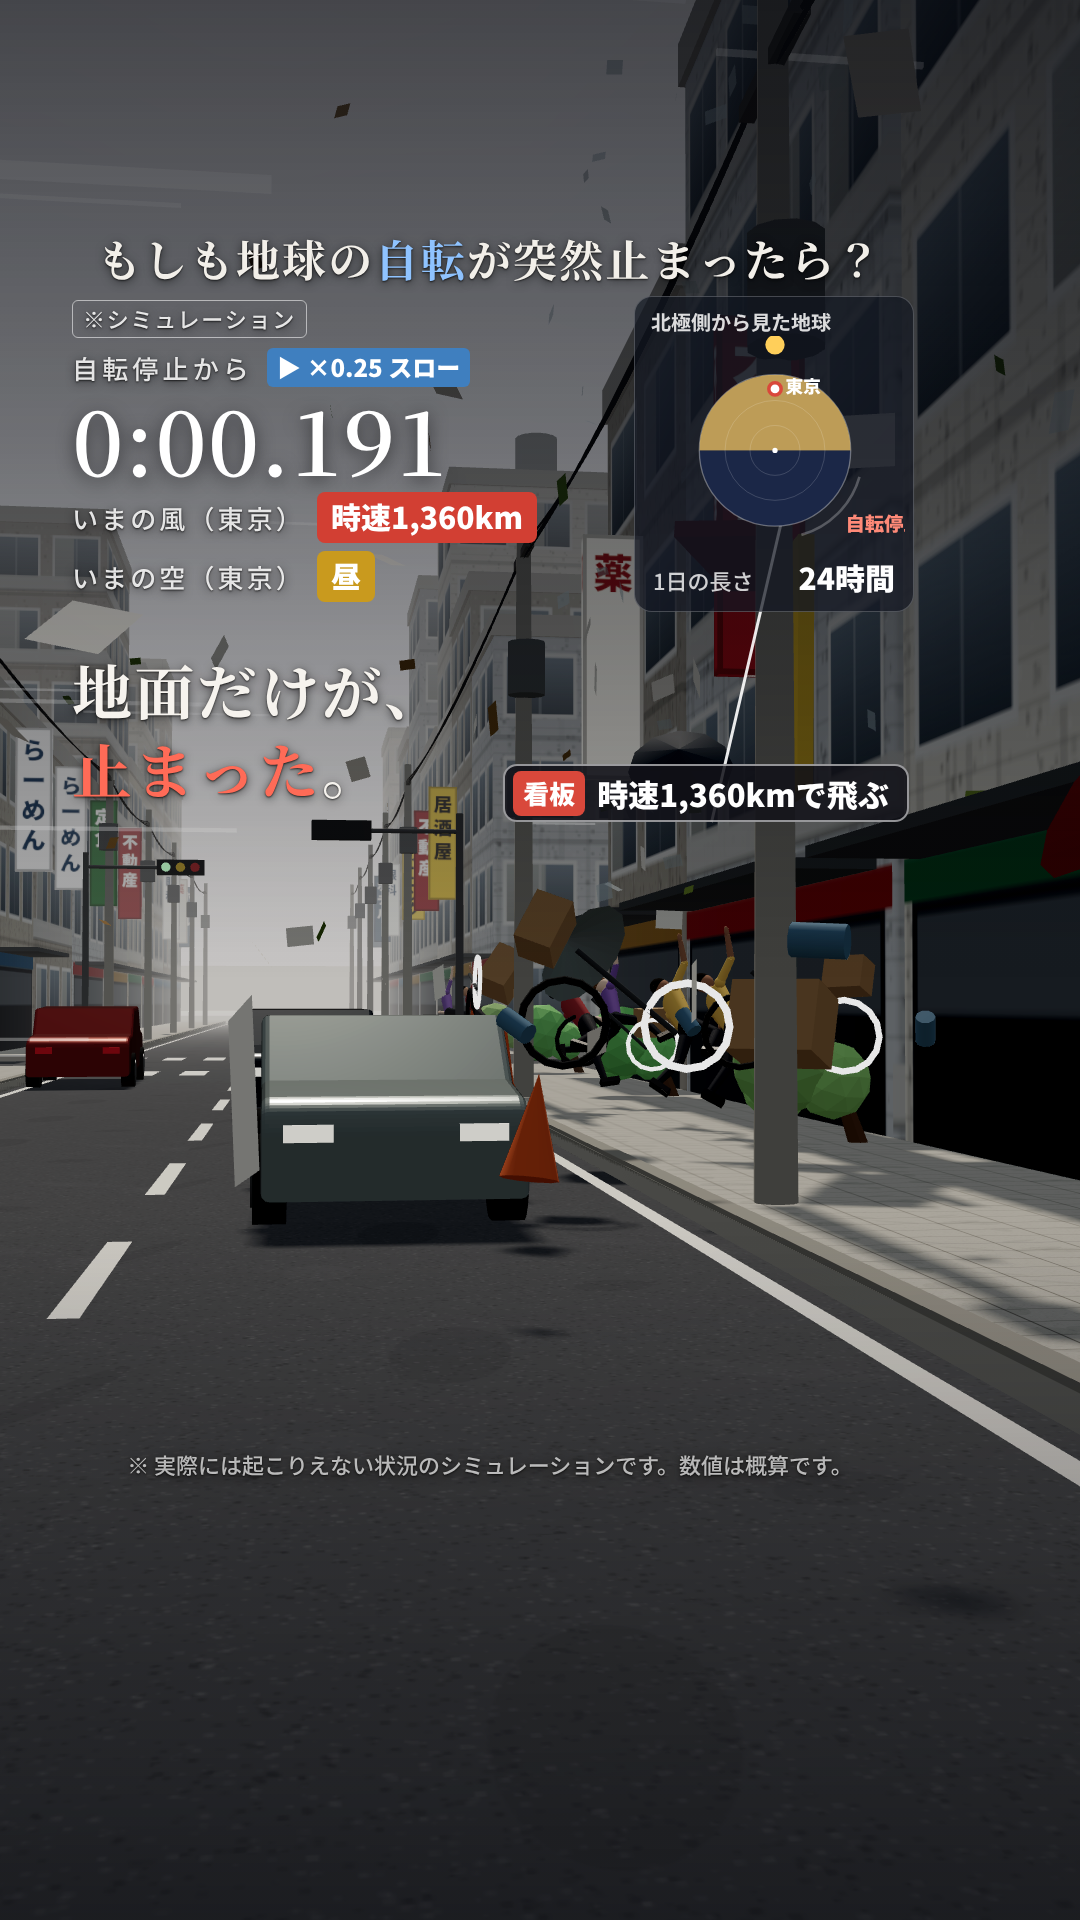 もしも地球の自転が突然止まったら？
※シミュレーション
自転停止から ▶ ×0.25 スロー
0:00.191
いまの風（東京） 時速1,360km
いまの空（東京） 昼
北極側から見た地球
東京
自転停
1日の長さ 24時間
地面だけが、
止まった。
薬
看板 時速1,360kmで飛ぶ
らーめん
らーめん
不動産
居酒屋
※ 実際には起こりえない状況のシミュレーションです。数値は概算です。